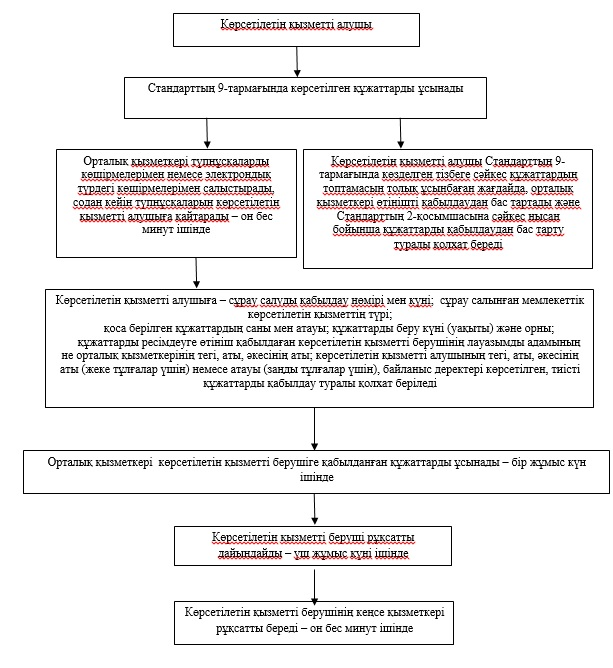 Көрсетілетін қызметті алушы
Стандарттың 9-тармағында көрсетілген құжаттарды ұсынады
Орталық қызметкері түпнұсқаларды
көшірмелерімен немесе электрондық
түрдегі көшірмелерімен салыстырады,
содан кейін түпнұсқаларын көрсетілетін
қызметті алушыға қайтарады – он бес
минут ішінде
Көрсетілетін қызметті алушы Стандарттың 9-
тармағында көзделген тізбеге сәйкес құжаттардың
топтамасын толық ұсынбаған жағдайда, орталық
қызметкері өтінішті қабылдаудан бас тартады және
Стандарттың 2-қосымшасына сәйкес нысан
бойынша құжаттарды қабылдаудан бас тарту
туралы қолхат береді
Көрсетілетін қызметті алушыға – сұрау салуды қабылдау нөмірі мен күні; сұрау салынған мемлекеттік
көрсетілетін қызметтің түрі;
қоса берілген құжаттардың саны мен атауы; құжаттарды беру күні (уақыты) және орны;
құжаттарды ресімдеуге өтініш қабылдаған көрсетілетін қызметті берушінің лауазымды адамының
не орталық қызметкерінің тегі, аты, әкесінің аты; көрсетілетін қызметті алушының тегі, аты, әкесінің
аты (жеке тұлғалар үшін) немесе атауы (заңды тұлғалар үшін), байланыс деректері көрсетілген, тиісті
құжаттарды қабылдау туралы қолхат беріледі
Орталық қызметкері көрсетілетін қызметті берушіге қабылданған құжаттарды ұсынады – бір жұмыс күн
ішінде
Көрсетілетін қызметті беруші рұқсатты
дайындайды – үш жұмыс күні ішінде
Көрсетілетін қызметті берушінің кеңсе қызметкері
рұқсатты береді – он бес минут ішінде